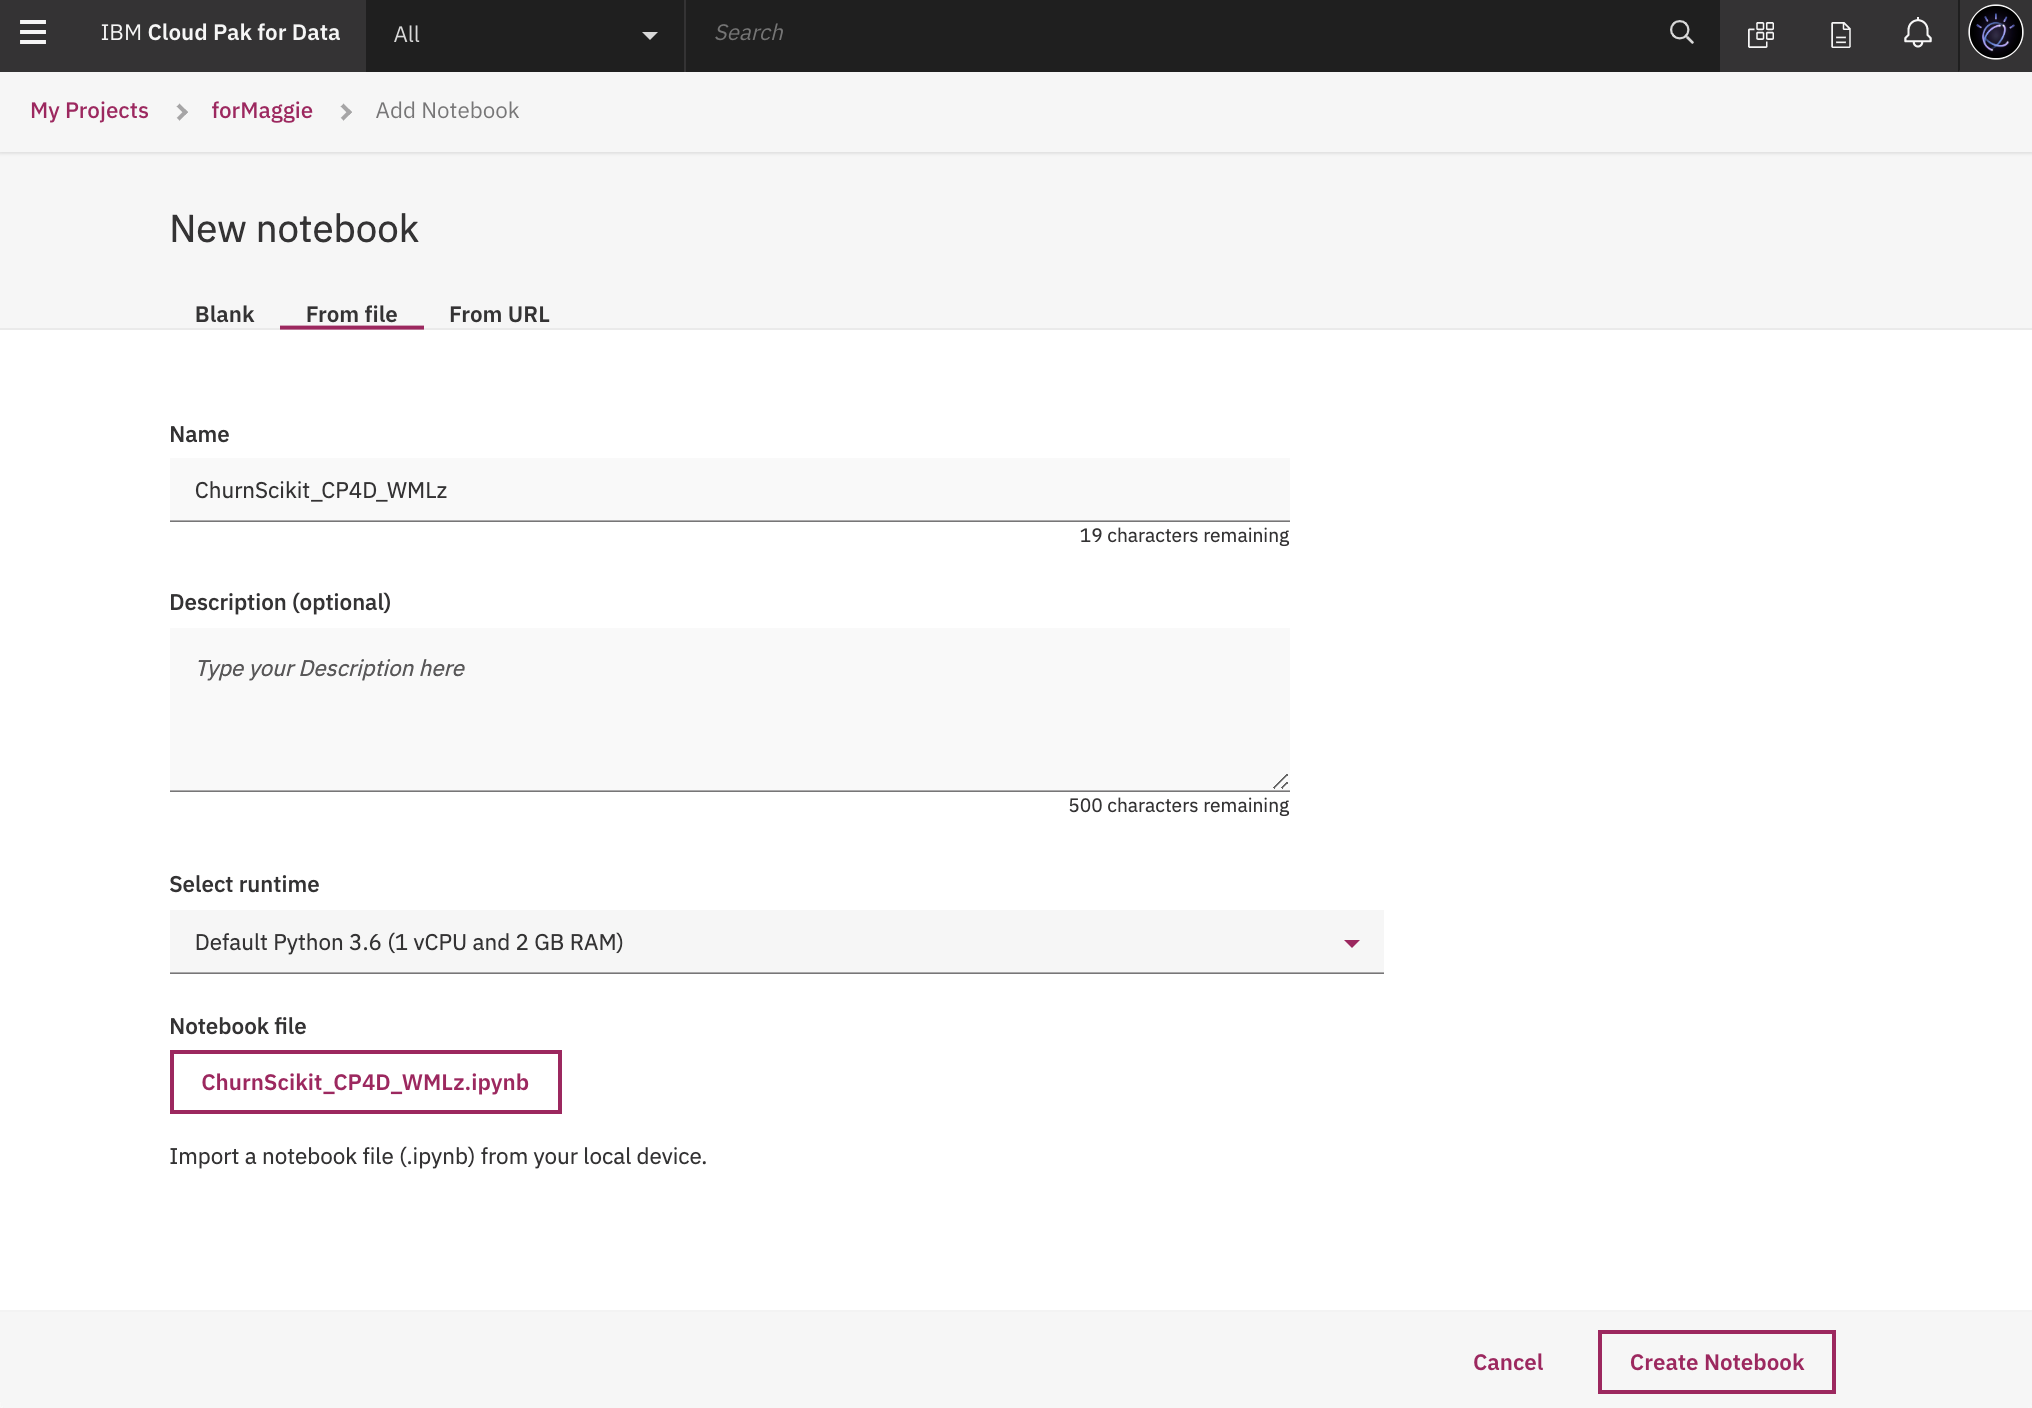 IBM Cloud Pak for Data
All
Search
My Projects > forMaggie > Add Notebook
New notebook
Blank From file From URL
Name
ChurnScikit_CP4D_WMLz
19 characters remaining
Description (optional)
Type your Description here
500 characters remaining
Select runtime
Default Python 3.6 (1 vCPU and 2 GB RAM)
Notebook file
ChurnScikit_CP4D_WMLz.ipynb
Import a notebook file (.ipynb) from your local device.
Cancel Create Notebook